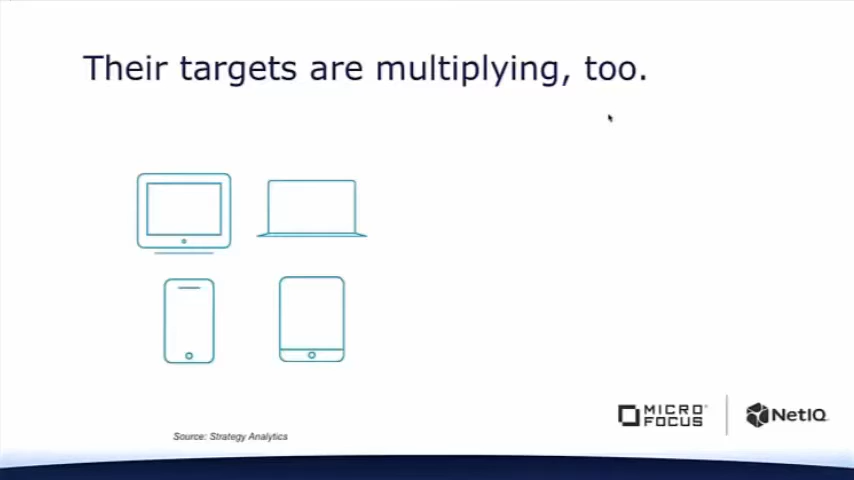 Their targets are multiplying, too.
MICRO
FOCUS
NetIQ
Source: Strategy Analytics